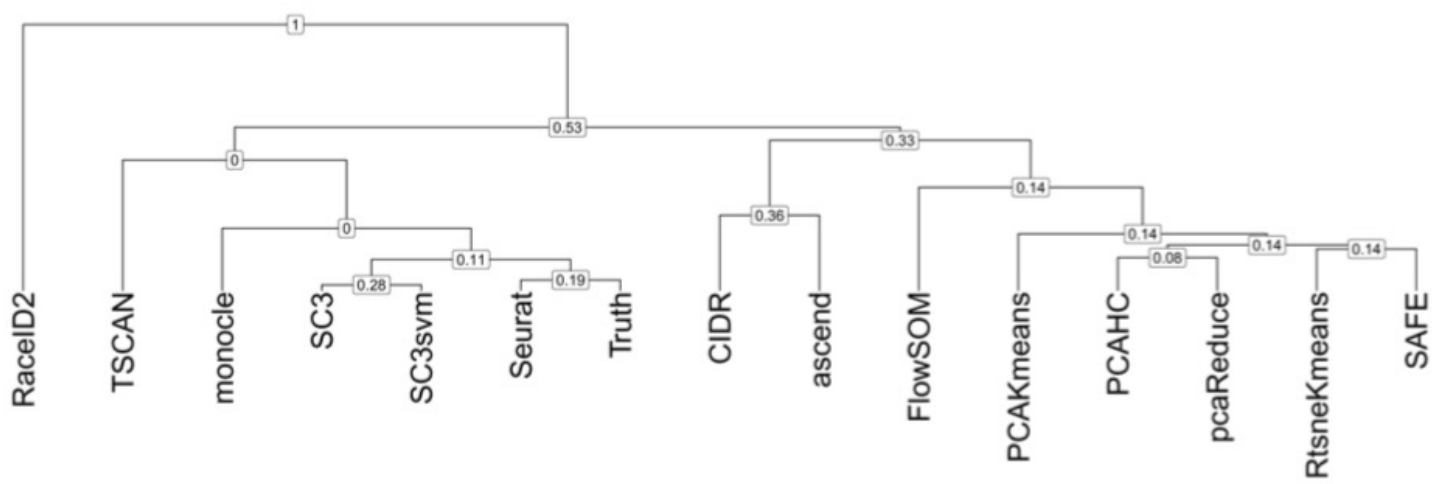 1
0.53
0.33
0
0.14
0.36
0
0.14
0.14
0.14
0.11
0.08
0.28
0.19
RaceID2
TSCAN
monocle
SC3
SC3svm
Seurat
Truth
CIDR
ascend
FlowSOM
PCAKmeans
PCAHC
pcaReduce
RtsneKmeans
SAFE